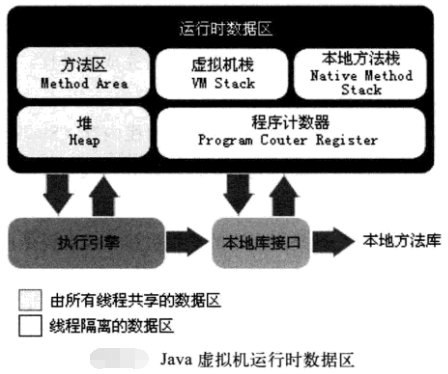 运行时数据区
方法区
Method Area
虚拟机栈
VM Stack
本地方法栈
Native Method
Stack
堆
Heap
程序计数器
Program Couter Register
执行引擎
本地库接口
本地方法库
由所有线程共享的数据区
线程隔离的数据区
Java 虚拟机运行时数据区